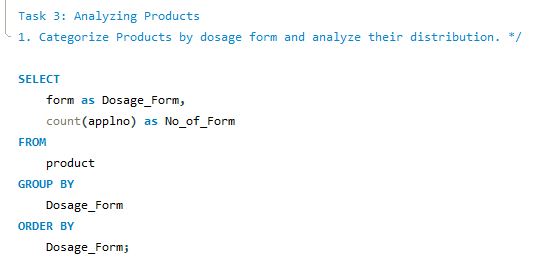 Task 3: Analyzing Products
1. Categorize Products by dosage form and analyze their distribution. */
SELECT
form as Dosage_Form,
count(applno) as No_of_Form
FROM
product
GROUP BY
Dosage_Form
ORDER BY
Dosage_Form;